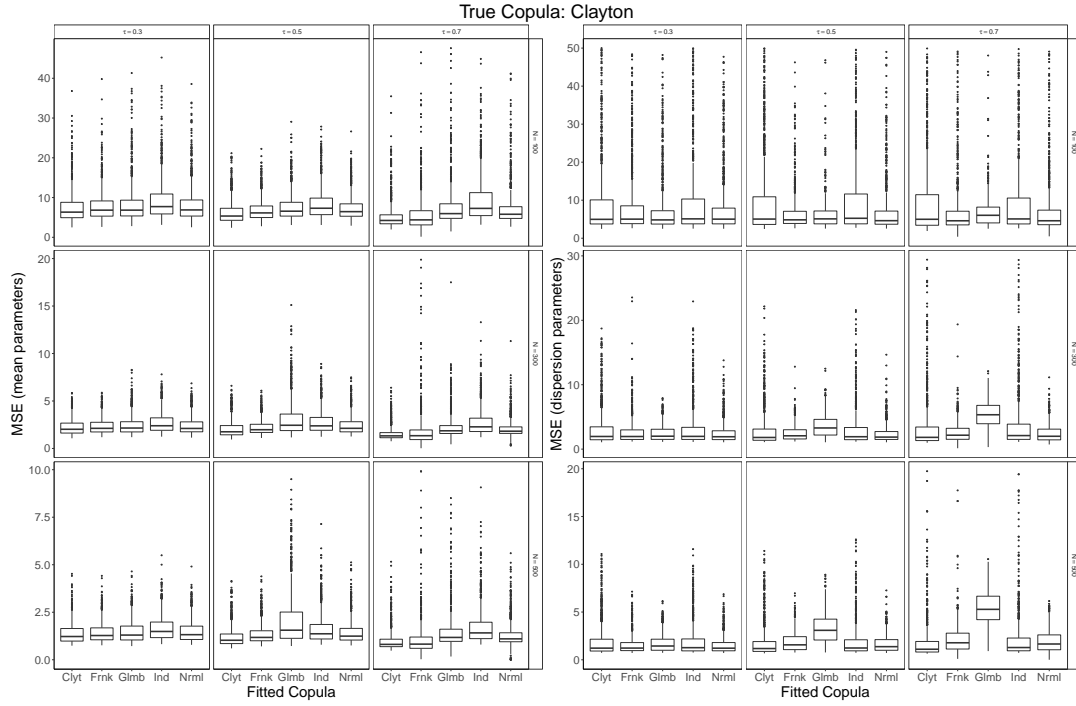 True Copula: Clayton
τ = 0.3 τ = 0.5 τ = 0.7
τ = 0.3 τ = 0.5 τ = 0.7
MSE (mean parameters)
40
30
20
10
0
N = 100
20
15
10
5
0
N = 300
10.0
7.5
5.0
2.5
0.0
Clyt Frnk Glmb Ind Nrml Clyt Frnk Glmb Ind Nrml Clyt Frnk Glmb Ind Nrml
Fitted Copula
MSE (dispersion parameters)
50
40
30
20
10
0
N = 100
30
20
10
0
N = 300
20
15
10
5
0
Clyt Frnk Glmb Ind Nrml Clyt Frnk Glmb Ind Nrml Clyt Frnk Glmb Ind Nrml
Fitted Copula